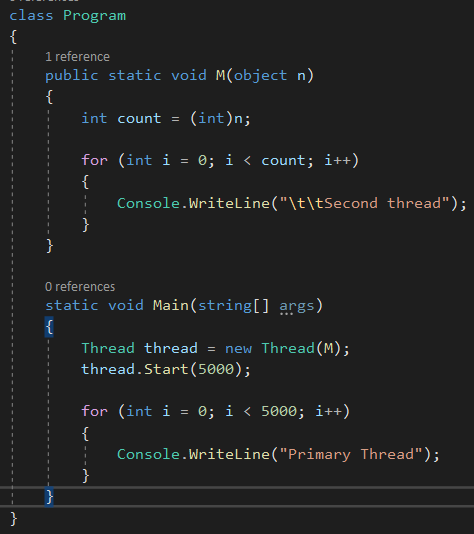 class Program
{
1 reference
public static void M(object n)
{
int count = (int)n;
for (int i = 0; i < count; i++)
{
Console.WriteLine("\t\tSecond thread");
}
}
0 references
static void Main(string[] args)
{
Thread thread = new Thread(M);
thread.Start(5000);
for (int i = 0; i < 5000; i++)
{
Console.WriteLine("Primary Thread");
}
}
}